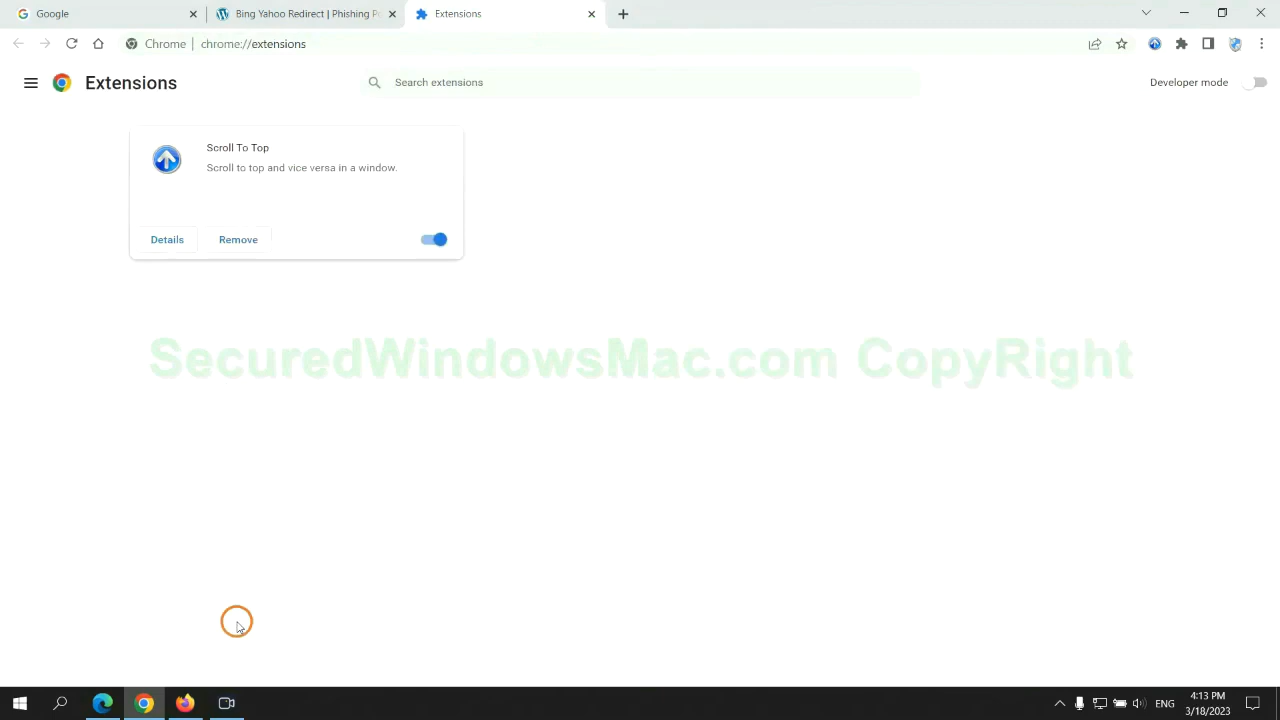 Google
Bing Yahoo Redirect | Phishing P
Extensions
Chrome | chrome://extensions
Extensions
Search extensions
Developer mode
Scroll To Top
Scroll to top and vice versa in a window.
Details
Remove
SecuredWindowsMac.com CopyRight
ENG
4:13 PM
3/18/2023